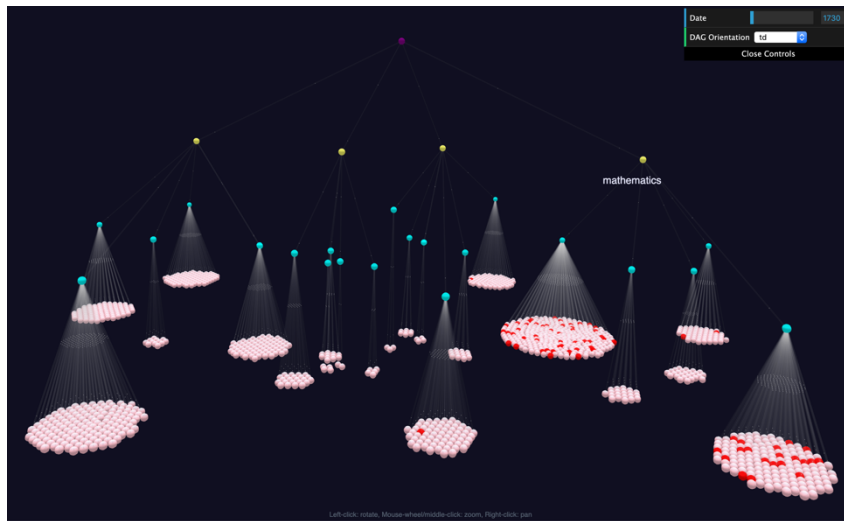 Date 1730
DAG Orientation td
Close Controls
mathematics
Left-click: rotate, Mouse-wheel/middle-click: zoom, Right-click: pan